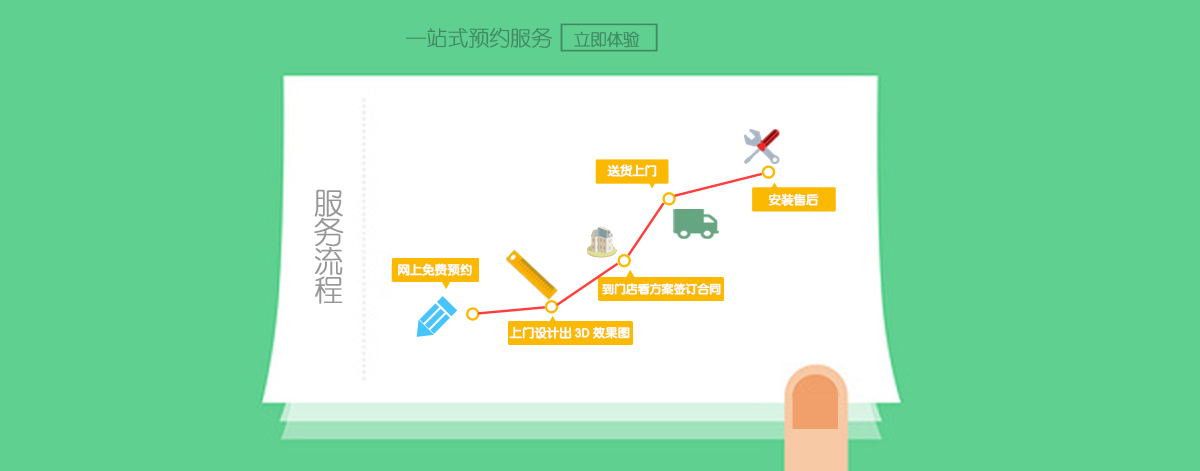 一站式预约服务 立即体验
服务流程
网上免费预约
上门设计出 3D 效果图
到门店看方案签订合同
送货上门
安装售后